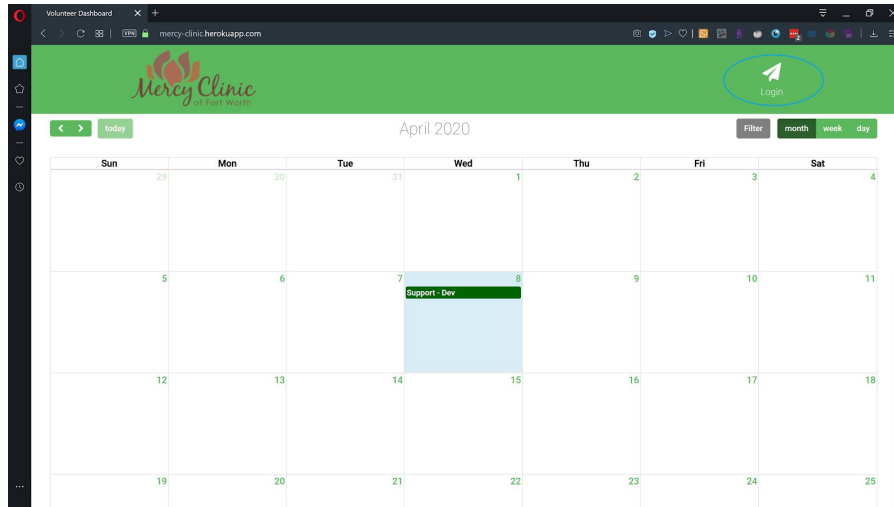 Volunteer Dashboard
VPN mercy-clinic.herokuapp.com
2
Mercy Clinic
of Fort Worth
Login
today
April 2020
Filter month week day
Sun Mon Tue Wed Thu Fri Sat
29 30 31 1 2 3 4
5 6 7 8 9 10 11
Support - Dev
12 13 14 15 16 17 18
19 20 21 22 23 24 25